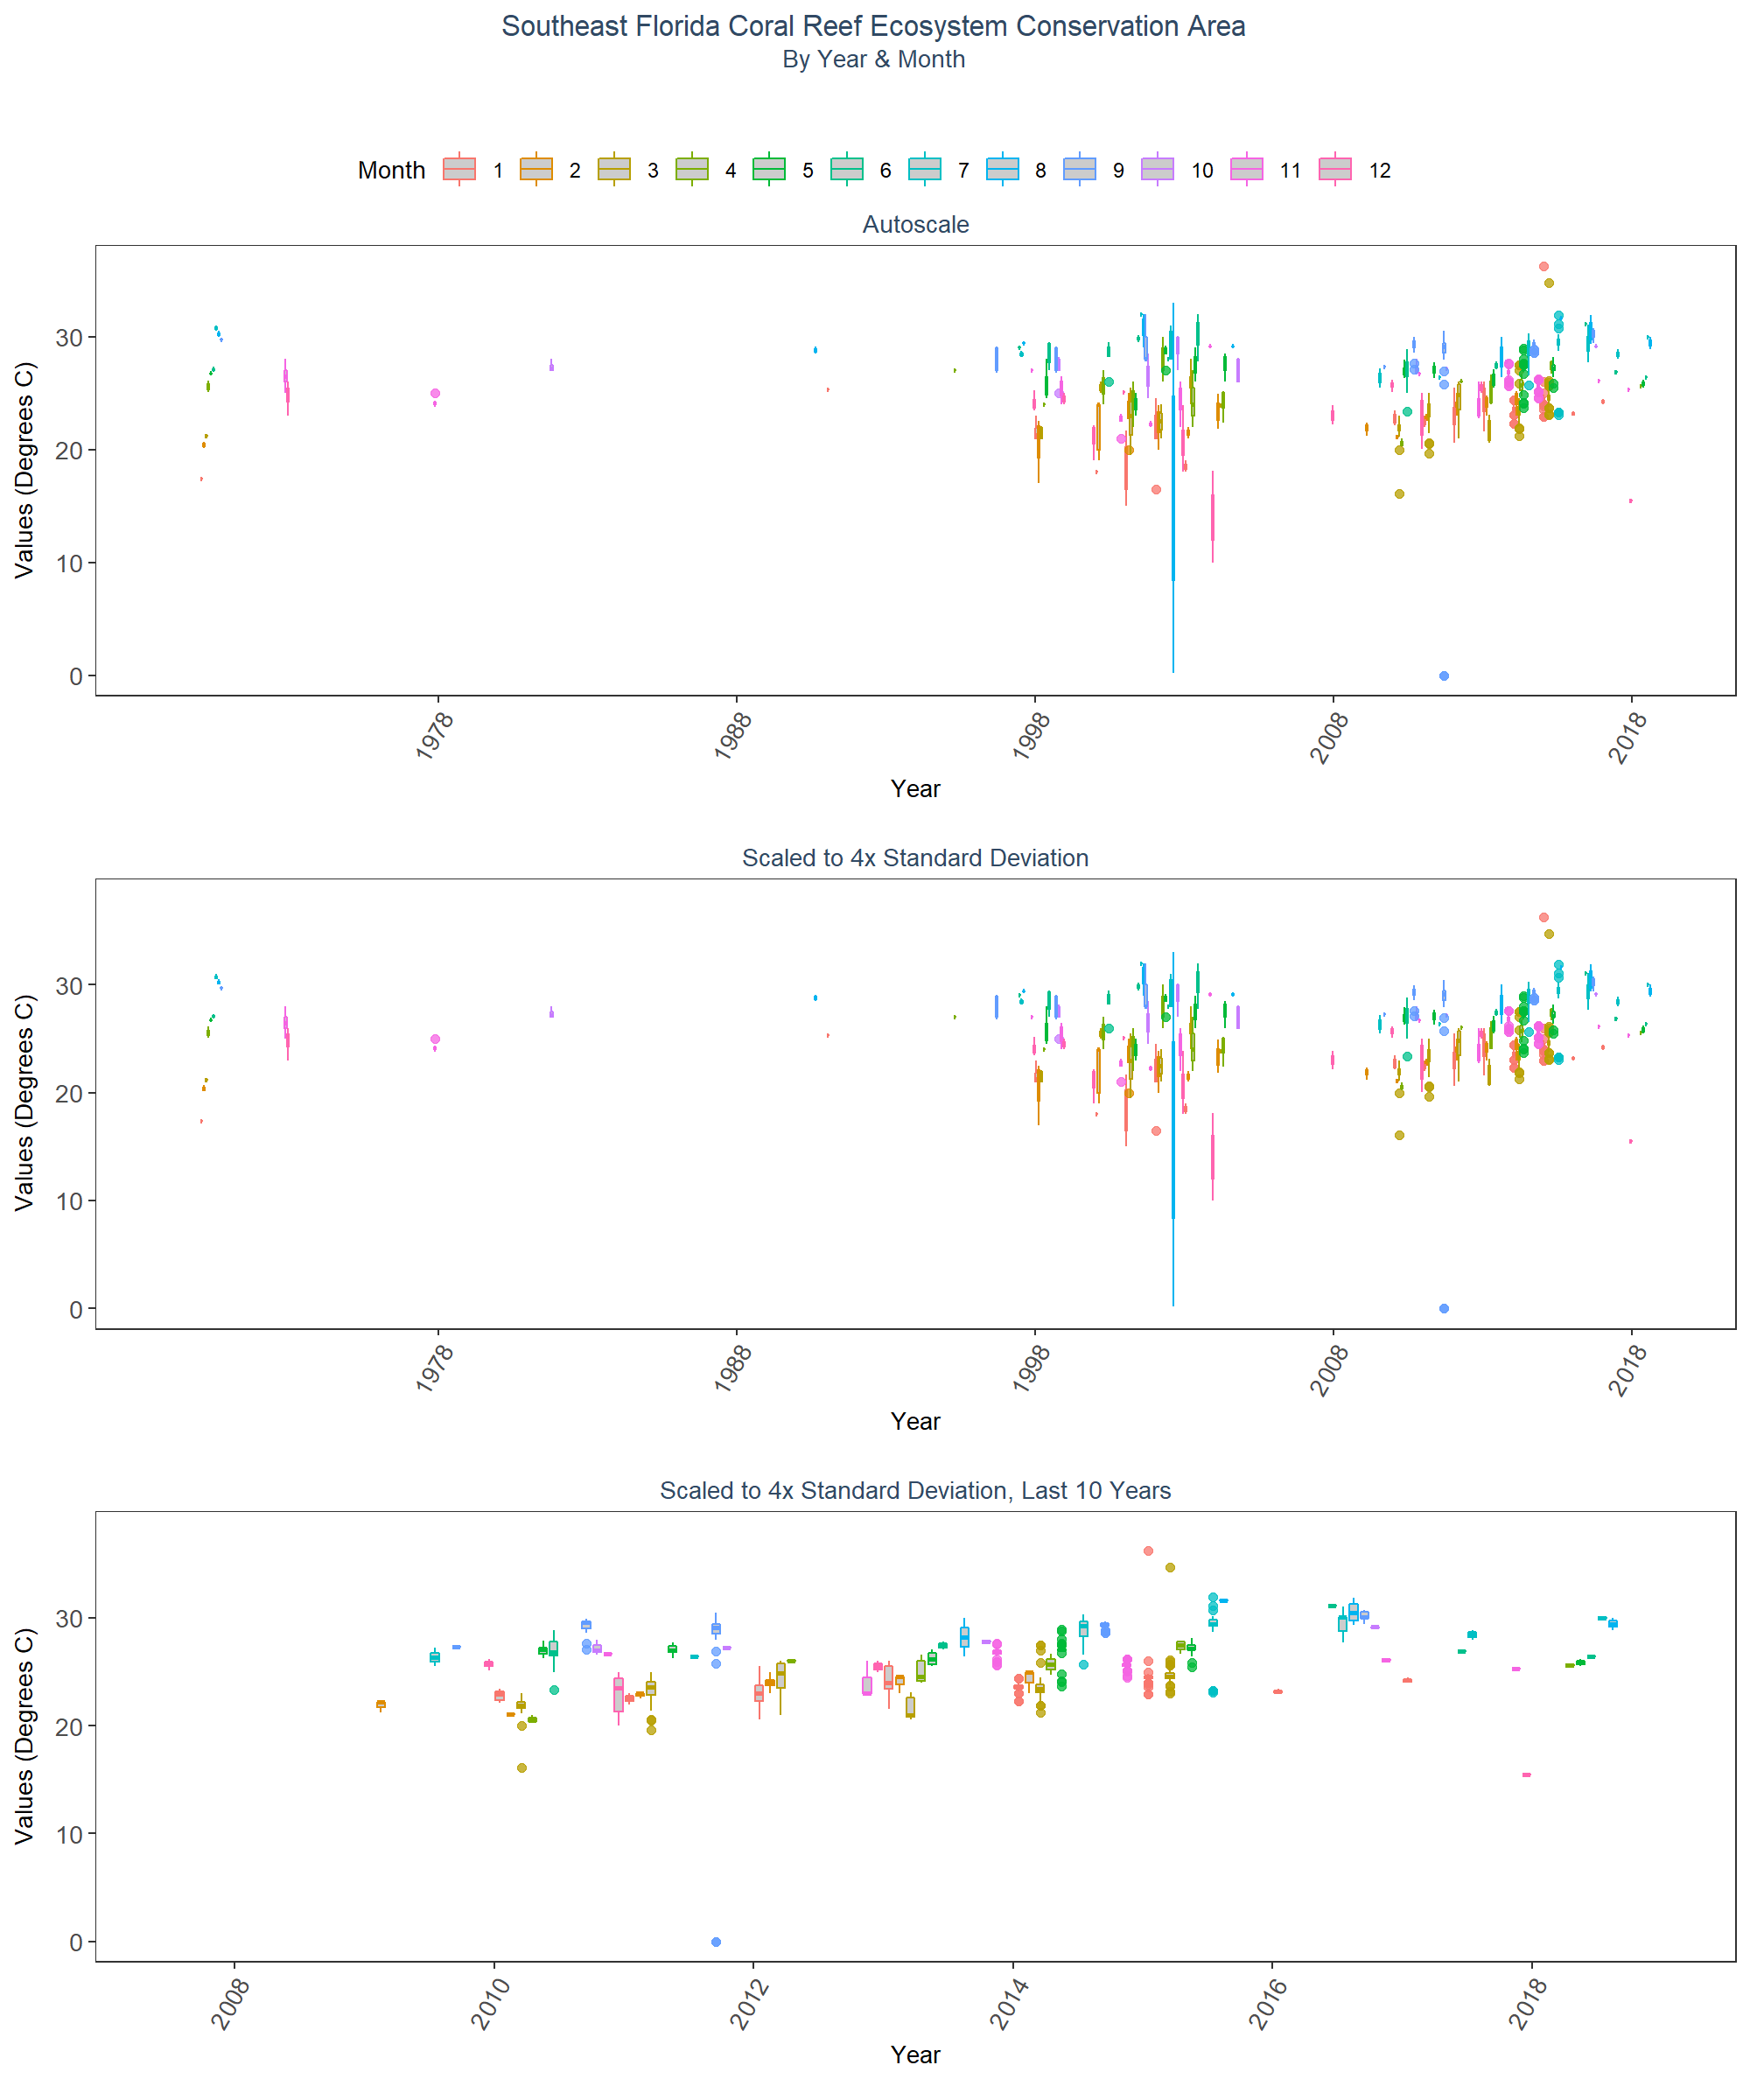 Southeast Florida Coral Reef Ecosystem Conservation Area
By Year & Month
Month 1 2 3 4 5 6 7 8 9 10 11 12
Autoscale
Values (Degrees C)
30
20
10
0
1978 1988 1998 2008 2018
Year
Scaled to 4x Standard Deviation
Values (Degrees C)
30
20
10
0
1978 1988 1998 2008 2018
Year
Scaled to 4x Standard Deviation, Last 10 Years
Values (Degrees C)
30
20
10
0
2008 2010 2012 2014 2016 2018
Year